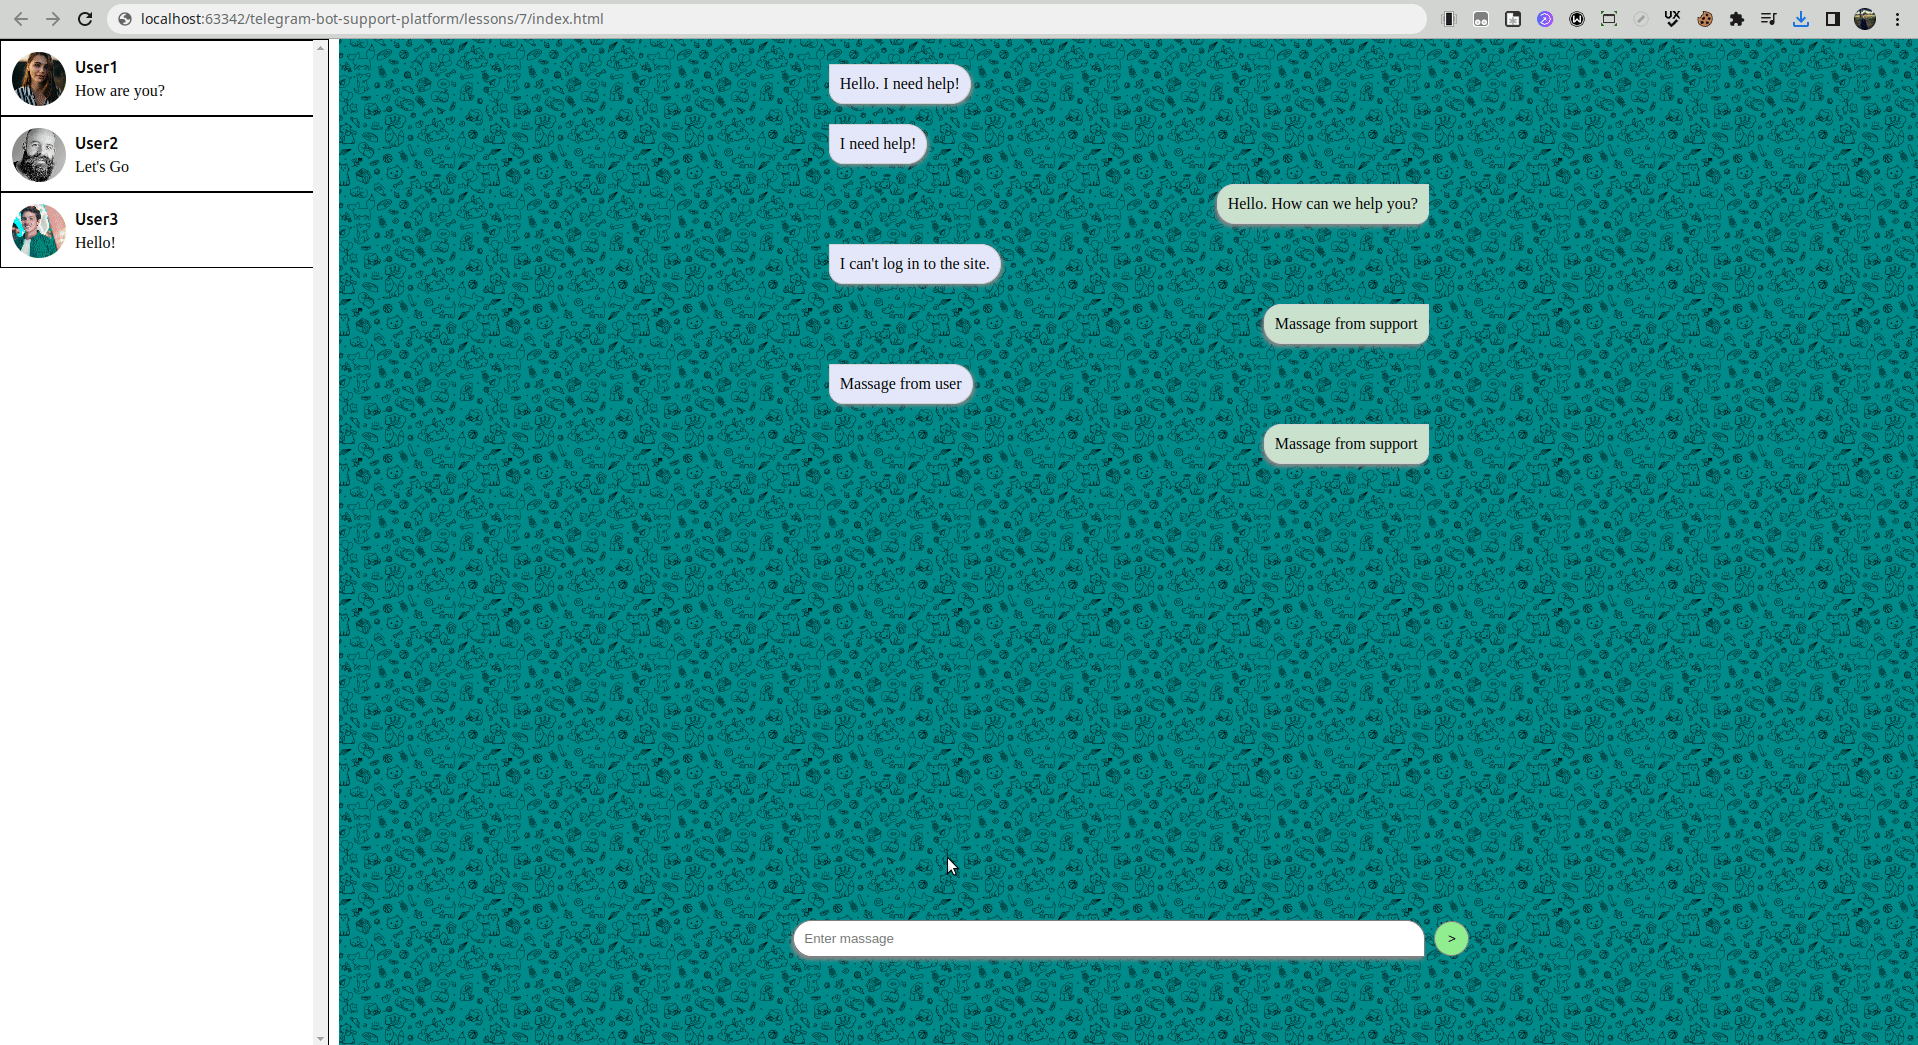 localhost:63342/telegram-bot-support-platform/lessons/7/index.html
UX
User1
How are you?
User2
Let's Go
User3
Hello!
Hello. I need help!
I need help!
Hello. How can we help you?
I can't log in to the site.
Massage from support
Massage from user
Massage from support
Enter massage
>